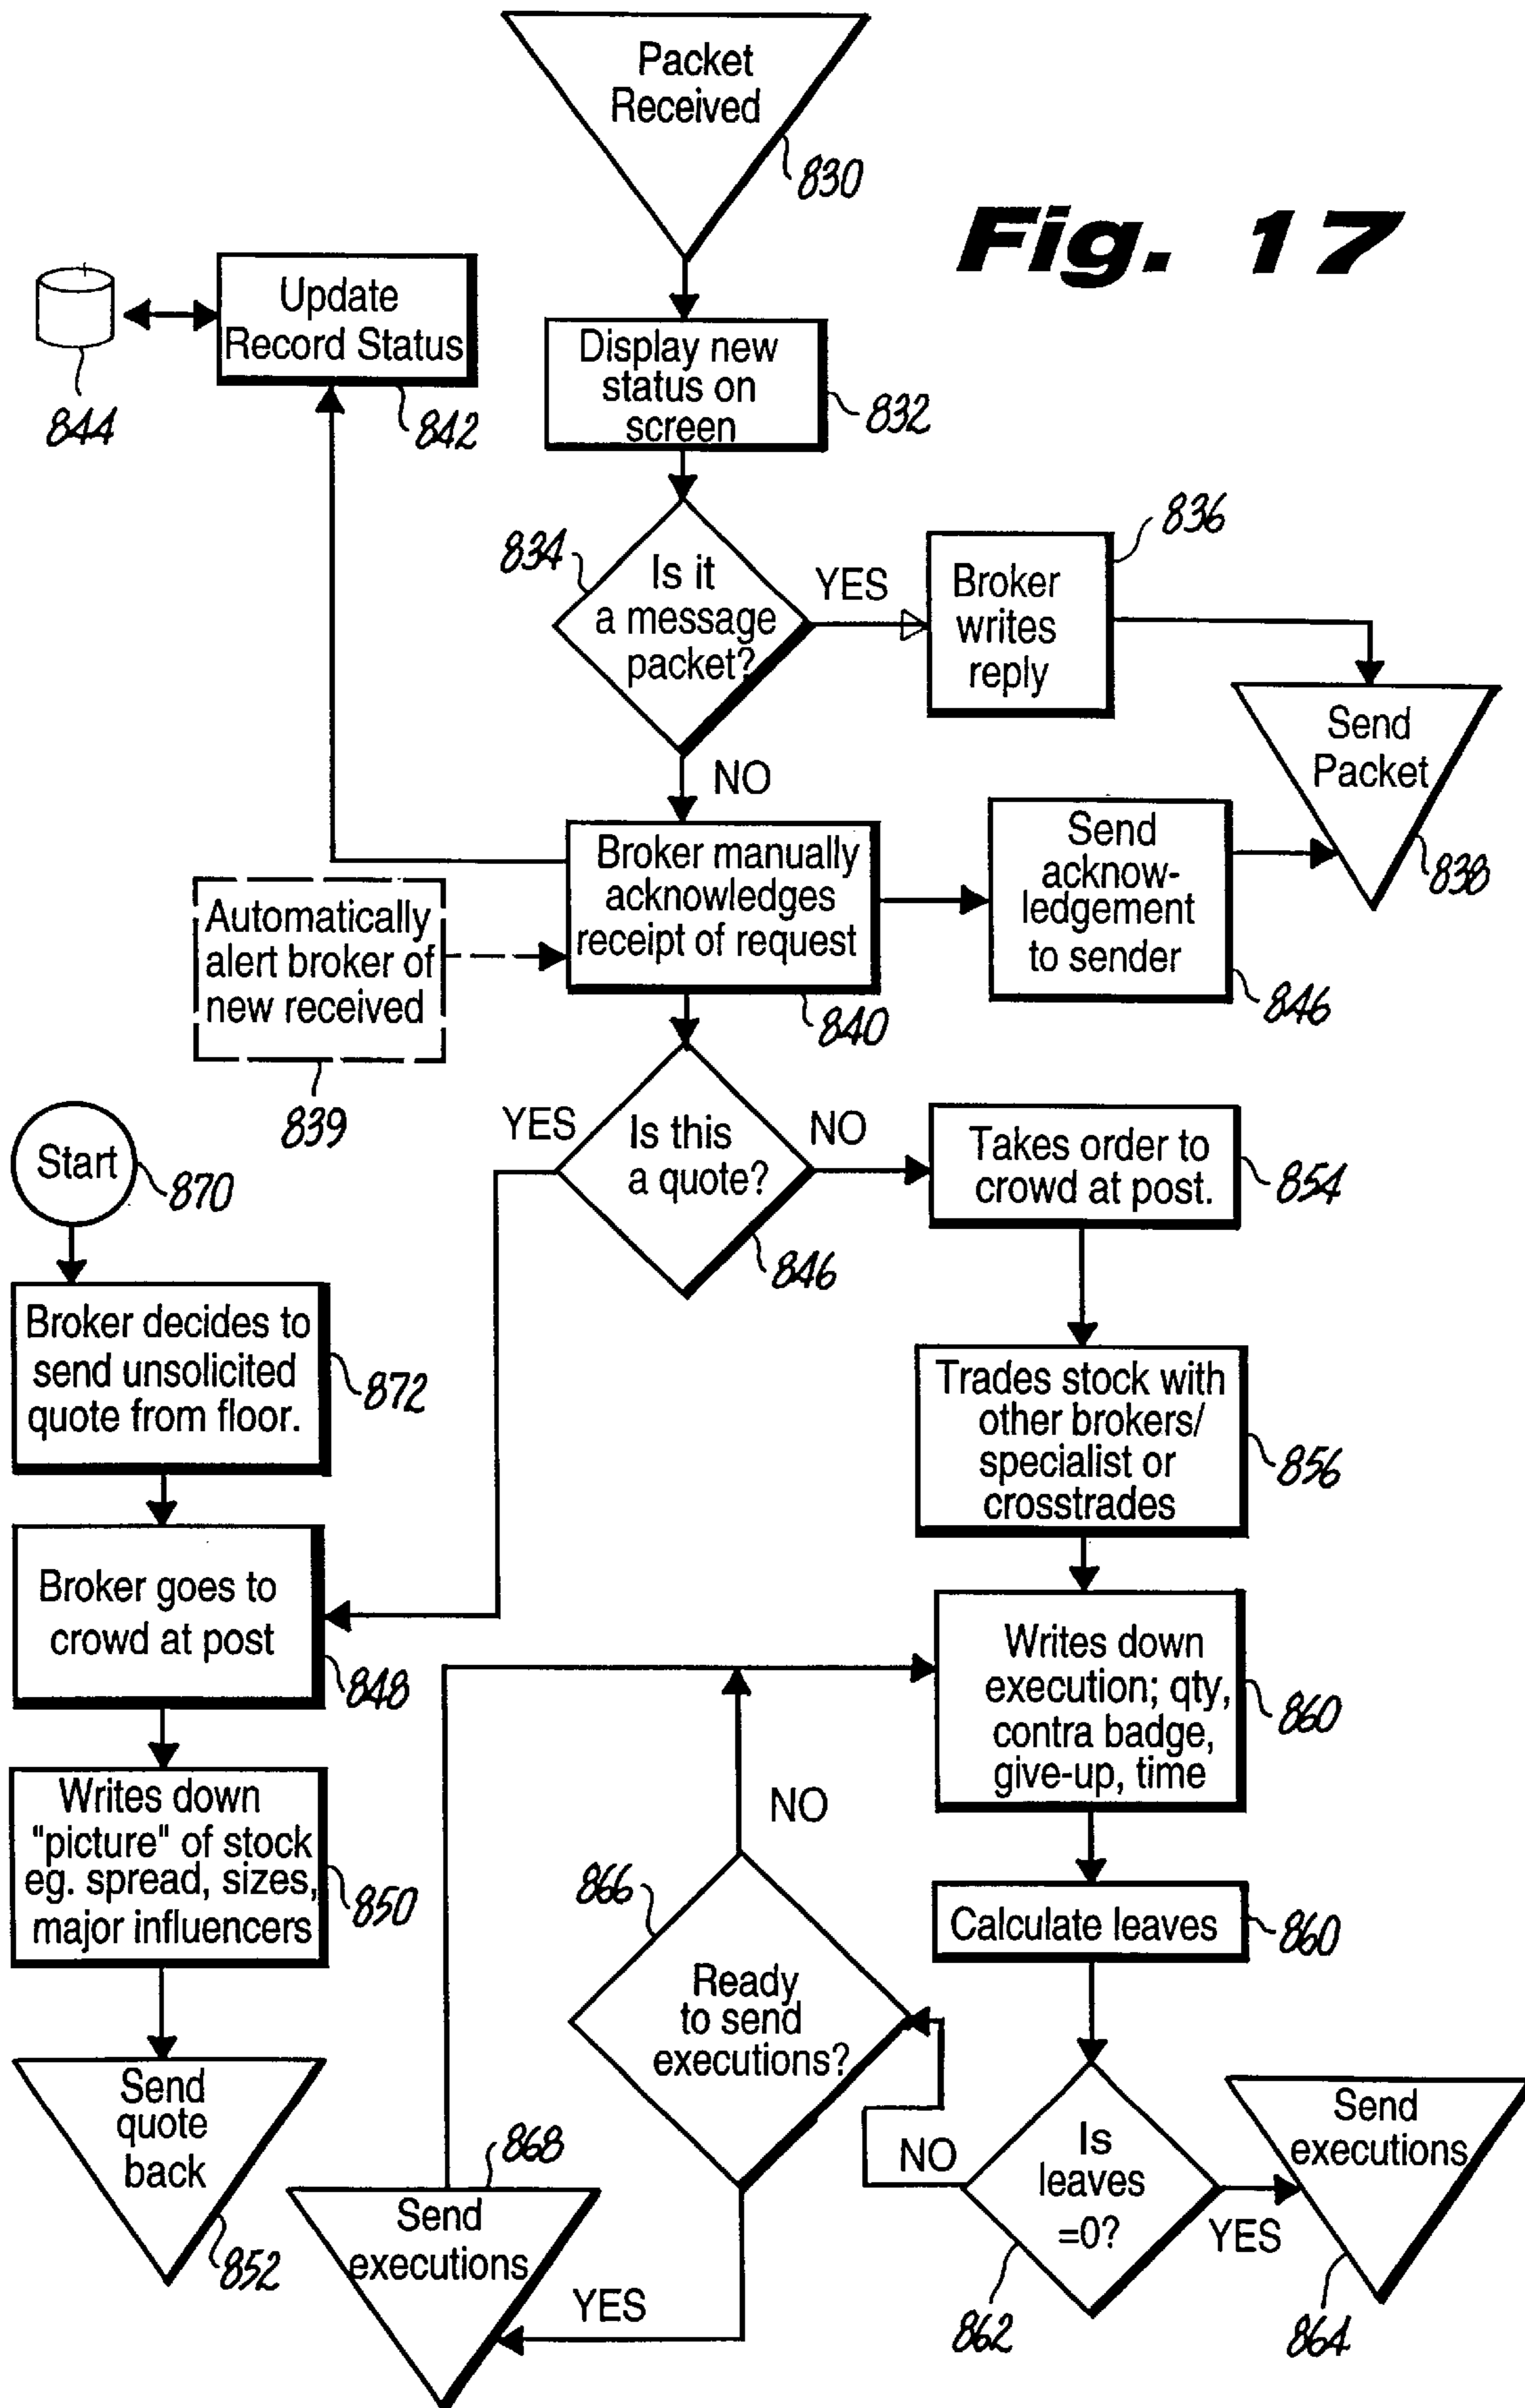 Packet
Received
830
Fig. 17
Update
Record Status
844
842
Display new
status on
screen
832
834
Is it
a message
packet?
YES
836
Broker
writes
reply
NO
Send
Packet
838
Broker manually
acknowledges
receipt of request
840
Send
acknow-
ledgement
to sender
846
Automatically
alert broker of
new received
839
Start
870
YES
Is this
a quote?
NO
846
Takes order to
crowd at post.
854
Broker decides to
send unsolicited
quote from floor.
872
Trades stock with
other brokers/
specialist or
crosstrades
856
Broker goes to
crowd at post
848
Writes down
execution; qty,
contra badge,
give-up, time
860
Writes down
"picture" of stock
eg. spread, sizes,
major influencers
850
NO
866
Ready
to send
executions?
Calculate leaves
860
Send
quote
back
852
868
Send
executions
YES
NO
Is
leaves
=0?
862
YES
Send
executions
864